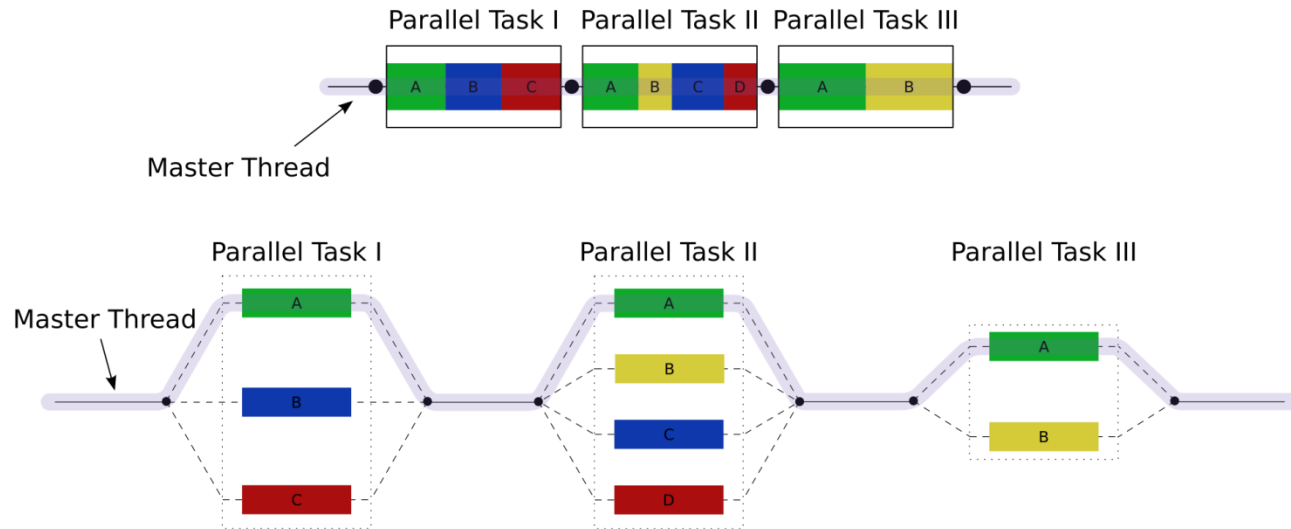 Parallel Task I
Parallel Task II
Parallel Task III
A
B
C
A
B
C
D
A
B
Master Thread
Parallel Task I
Parallel Task II
Parallel Task III
Master Thread
A
B
C
A
B
C
D
A
B